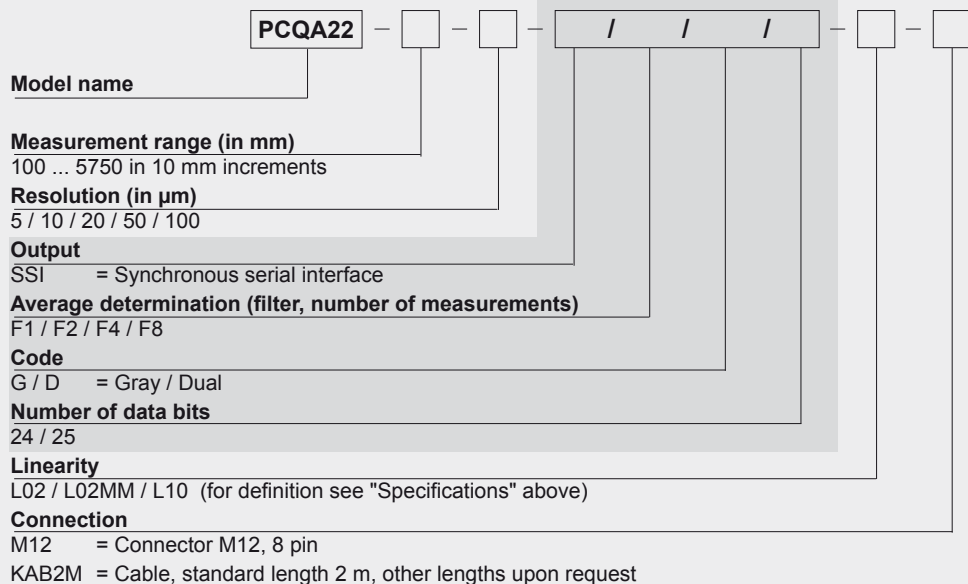 PCQA22 – – – / / / – –
Model name
Measurement range (in mm)
100 ... 5750 in 10 mm increments
Resolution (in µm)
5 / 10 / 20 / 50 / 100
Output
SSI = Synchronous serial interface
Average determination (filter, number of measurements)
F1 / F2 / F4 / F8
Code
G / D = Gray / Dual
Number of data bits
24 / 25
Linearity
L02 / L02MM / L10 (for definition see "Specifications" above)
Connection
M12 = Connector M12, 8 pin
KAB2M = Cable, standard length 2 m, other lengths upon request